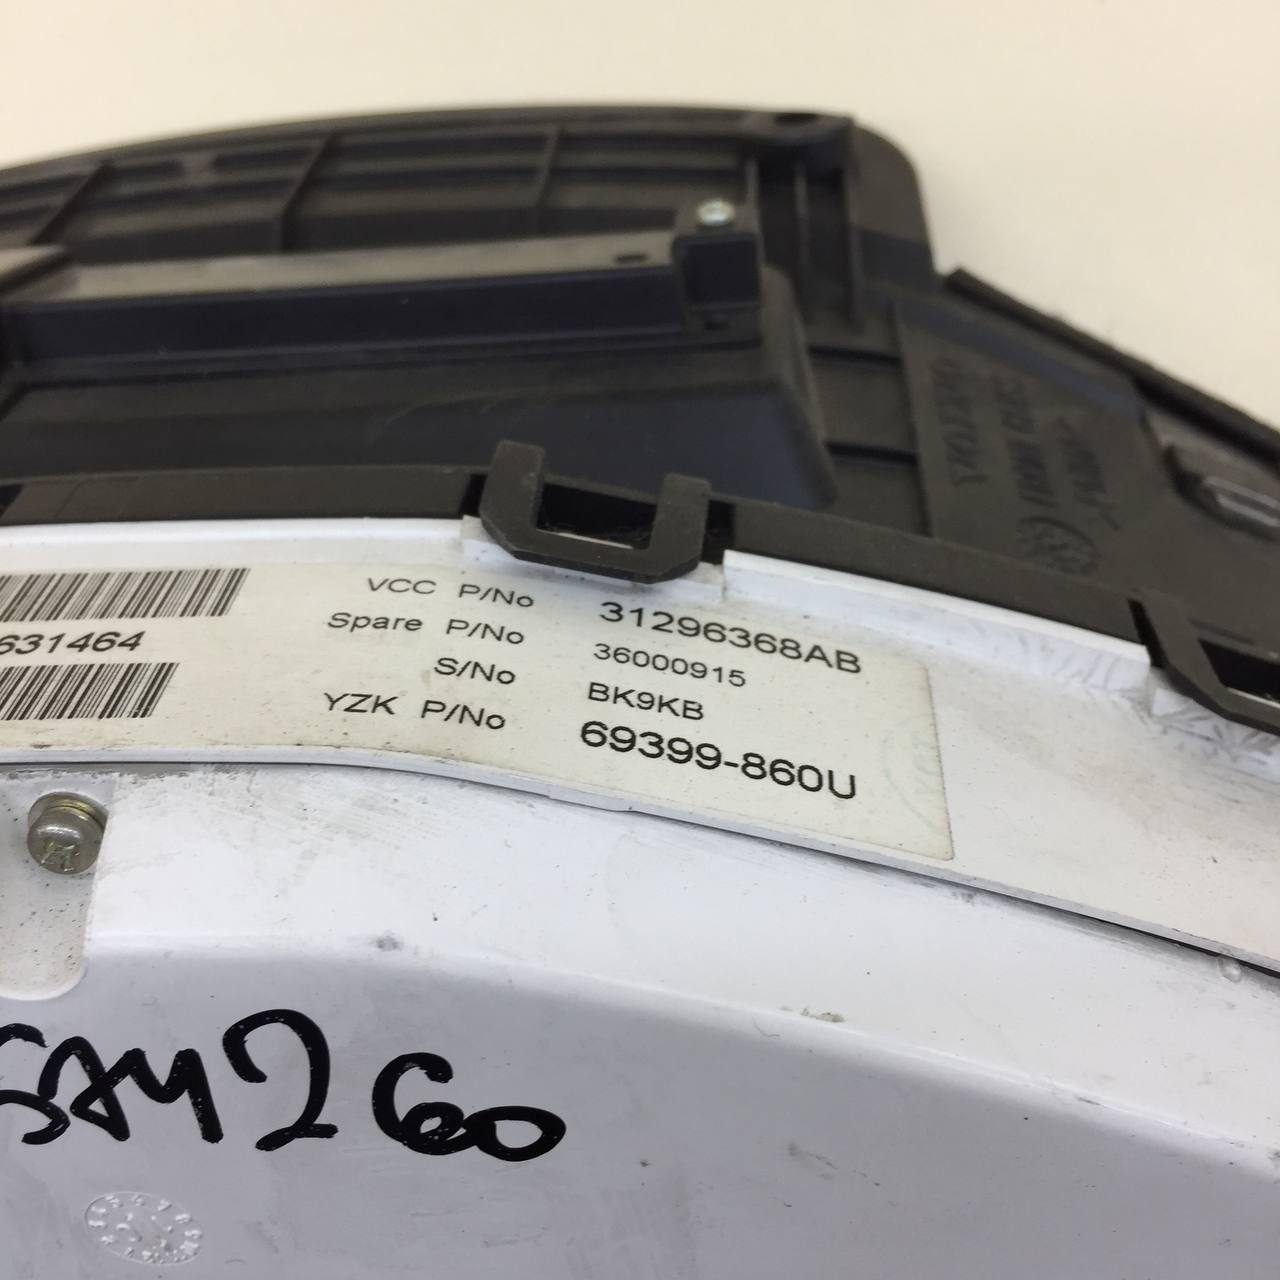 VCC P/No 31296368AB
631464
Spare P/No 36000915
S/No BK9KB
YZK P/No 69399-860U